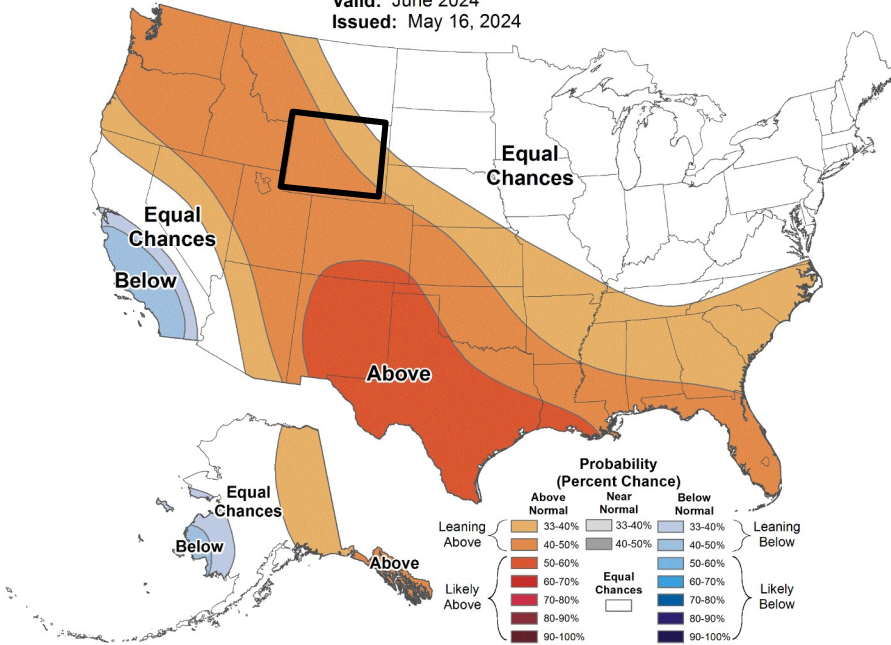 Valid: June 2024
Issued: May 16, 2024
Equal
Chances
Equal
Chances
Below
Above
Equal
Chances
Below
Above
Probability
(Percent Chance)
Above
Normal
Near
Normal
Below
Normal
Leaning
Above
33-40%
33-40%
33-40%
Leaning
Below
40-50%
40-50%
40-50%
Likely
Above
50-60%
Equal
Chances
50-60%
Likely
Below
60-70%
60-70%
70-80%
70-80%
80-90%
80-90%
90-100%
90-100%